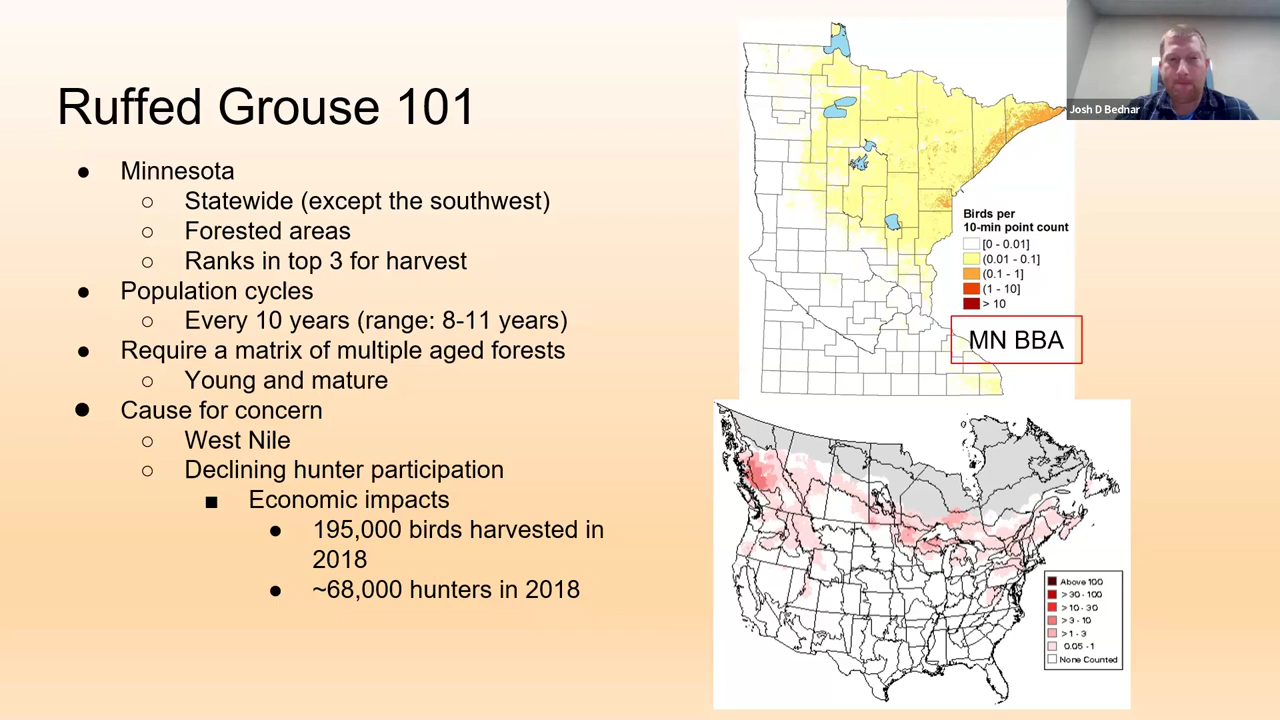 Ruffed Grouse 101
● Minnesota
○ Statewide (except the southwest)
○ Forested areas
○ Ranks in top 3 for harvest
● Population cycles
○ Every 10 years (range: 8-11 years)
● Require a matrix of multiple aged forests
○ Young and mature
● Cause for concern
○ West Nile
○ Declining hunter participation
■ Economic impacts
● 195,000 birds harvested in
2018
● ~68,000 hunters in 2018
Josh D Bednar
Birds per
10-min point count
[0 - 0.01]
(0.01 - 0.1]
(0.1 - 1]
(1 - 10]
> 10
MN BBA
Above 100
> 30 - 100
> 10 - 30
> 3 - 10
> 1 - 3
0.05 - 1
None Counted